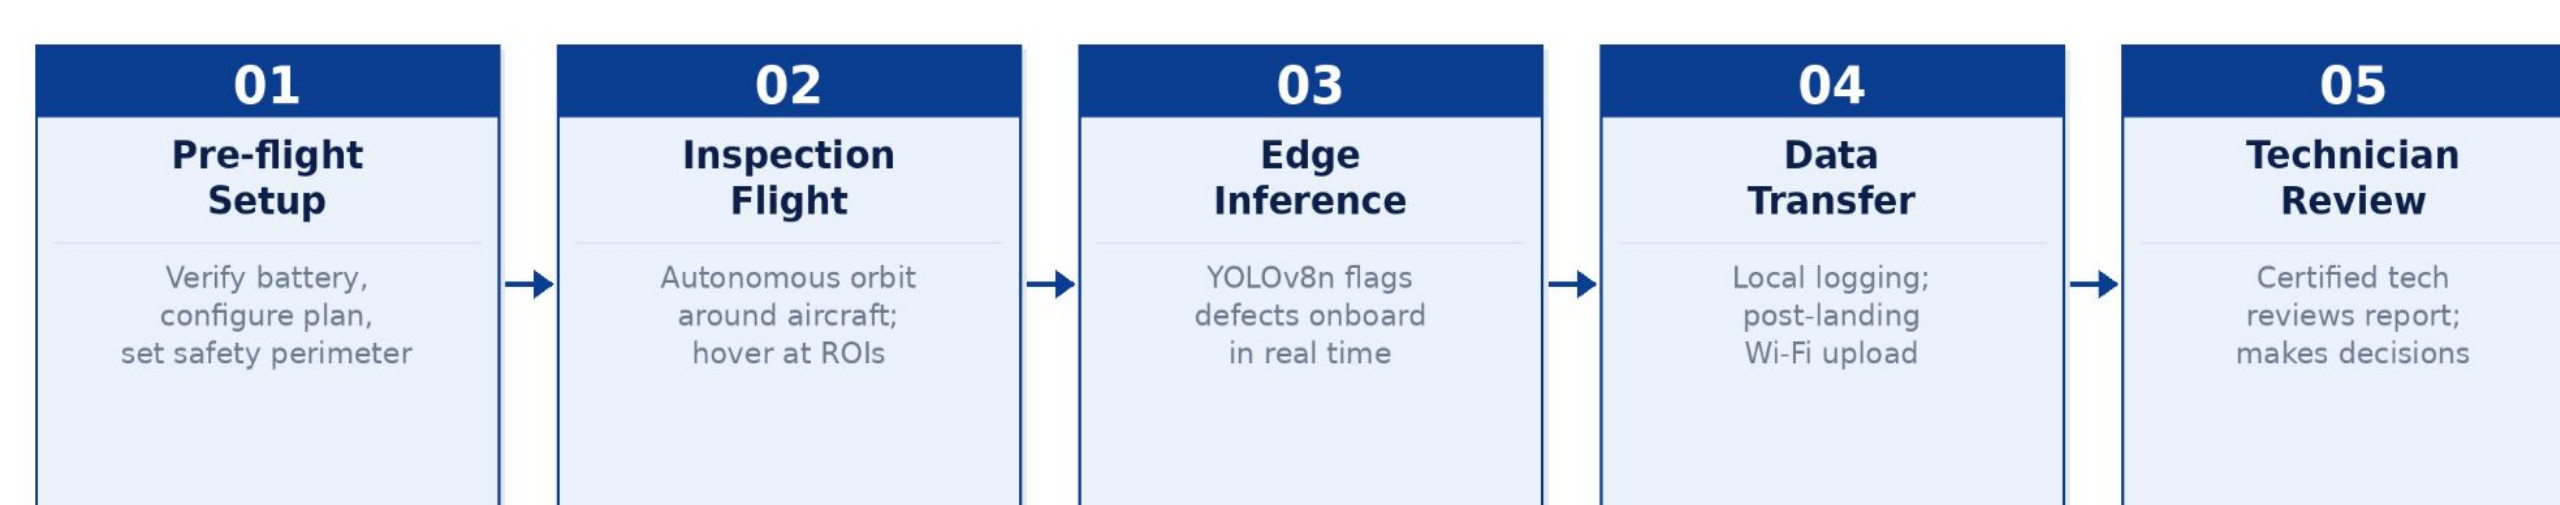 01
Pre-flight
Setup
Verify battery,
configure plan,
set safety perimeter
02
Inspection
Flight
Autonomous orbit
around aircraft;
hover at ROIs
03
Edge
Inference
YOLOv8n flags
defects onboard
in real time
04
Data
Transfer
Local logging;
post-landing
Wi-Fi upload
05
Technician
Review
Certified tech
reviews report;
makes decisions